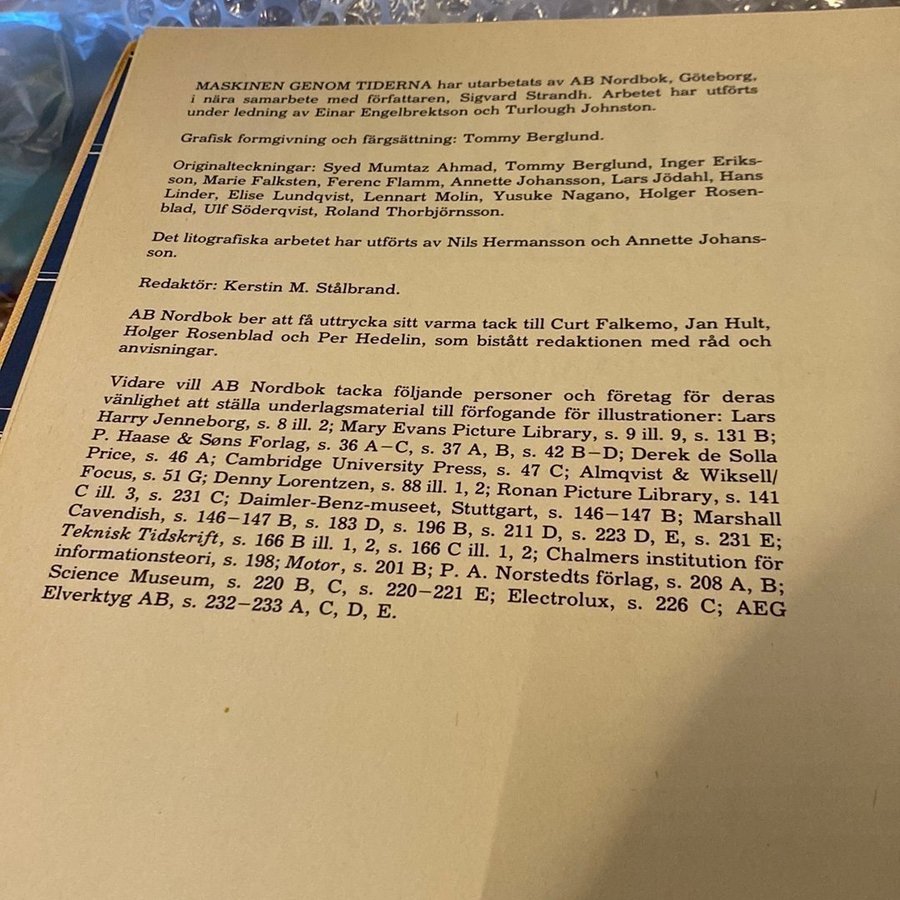 MASKINEN GENOM TIDERNA har utarbetats av AB Nordbok, Göteborg,
i nära samarbete med författaren, Sigvard Strandh. Arbetet har utförts
under ledning av Einar Engelbrektson och Turlough Johnston.
Grafisk formgivning och färgsättning: Tommy Berglund.
Originalteckningar: Syed Mumtaz Ahmad, Tommy Berglund, Inger Eriks-
son, Marie Falksten, Ferenc Flamm, Annette Johansson, Lars Jödahl, Hans
Linder, Elise Lundqvist, Lennart Molin, Yusuke Nagano, Holger Rosen-
blad, Ulf Söderqvist, Roland Thorbjörnsson.
Det litografiska arbetet har utförts av Nils Hermansson och Annette Johans-
son.
Redaktör: Kerstin M. Stålbrand.
AB Nordbok ber att få uttrycka sitt varma tack till Curt Falkemo, Jan Hult,
Holger Rosenblad och Per Hedelin, som bistått redaktionen med råd och
anvisningar.
Vidare vill AB Nordbok tacka följande personer och företag för deras
vänlighet att ställa underlagsmaterial till förfogande för illustrationer: Lars
Harry Jenneborg, s. 8 ill. 2; Mary Evans Picture Library, s. 9 ill. 9, s. 131 B;
P. Haase & Søns Forlag, s. 36 A–C, s. 37 A, B, s. 42 B–D; Derek de Solla
Price, s. 46 A; Cambridge University Press, s. 47 C; Almqvist & Wiksell/
Focus, s. 51 G; Denny Lorentzen, s. 88 ill. 1, 2; Ronan Picture Library, s. 141
C ill. 3, s. 231 C; Daimler-Benz-museet, Stuttgart, s. 146–147 B; Marshall
Cavendish, s. 146–147 B, s. 183 D, s. 196 B, s. 211 D, s. 223 D, E, s. 231 E;
Teknisk Tidskrift, s. 166 B ill. 1, 2, s. 166 C ill. 1, 2; Chalmers institution för
informationsteori, s. 198; Motor, s. 201 B; P. A. Norstedts förlag, s. 208 A, B;
Science Museum, s. 220 B, C, s. 220–221 E; Electrolux, s. 226 C; AEG
Elverktyg AB, s. 232–233 A, C, D, E.